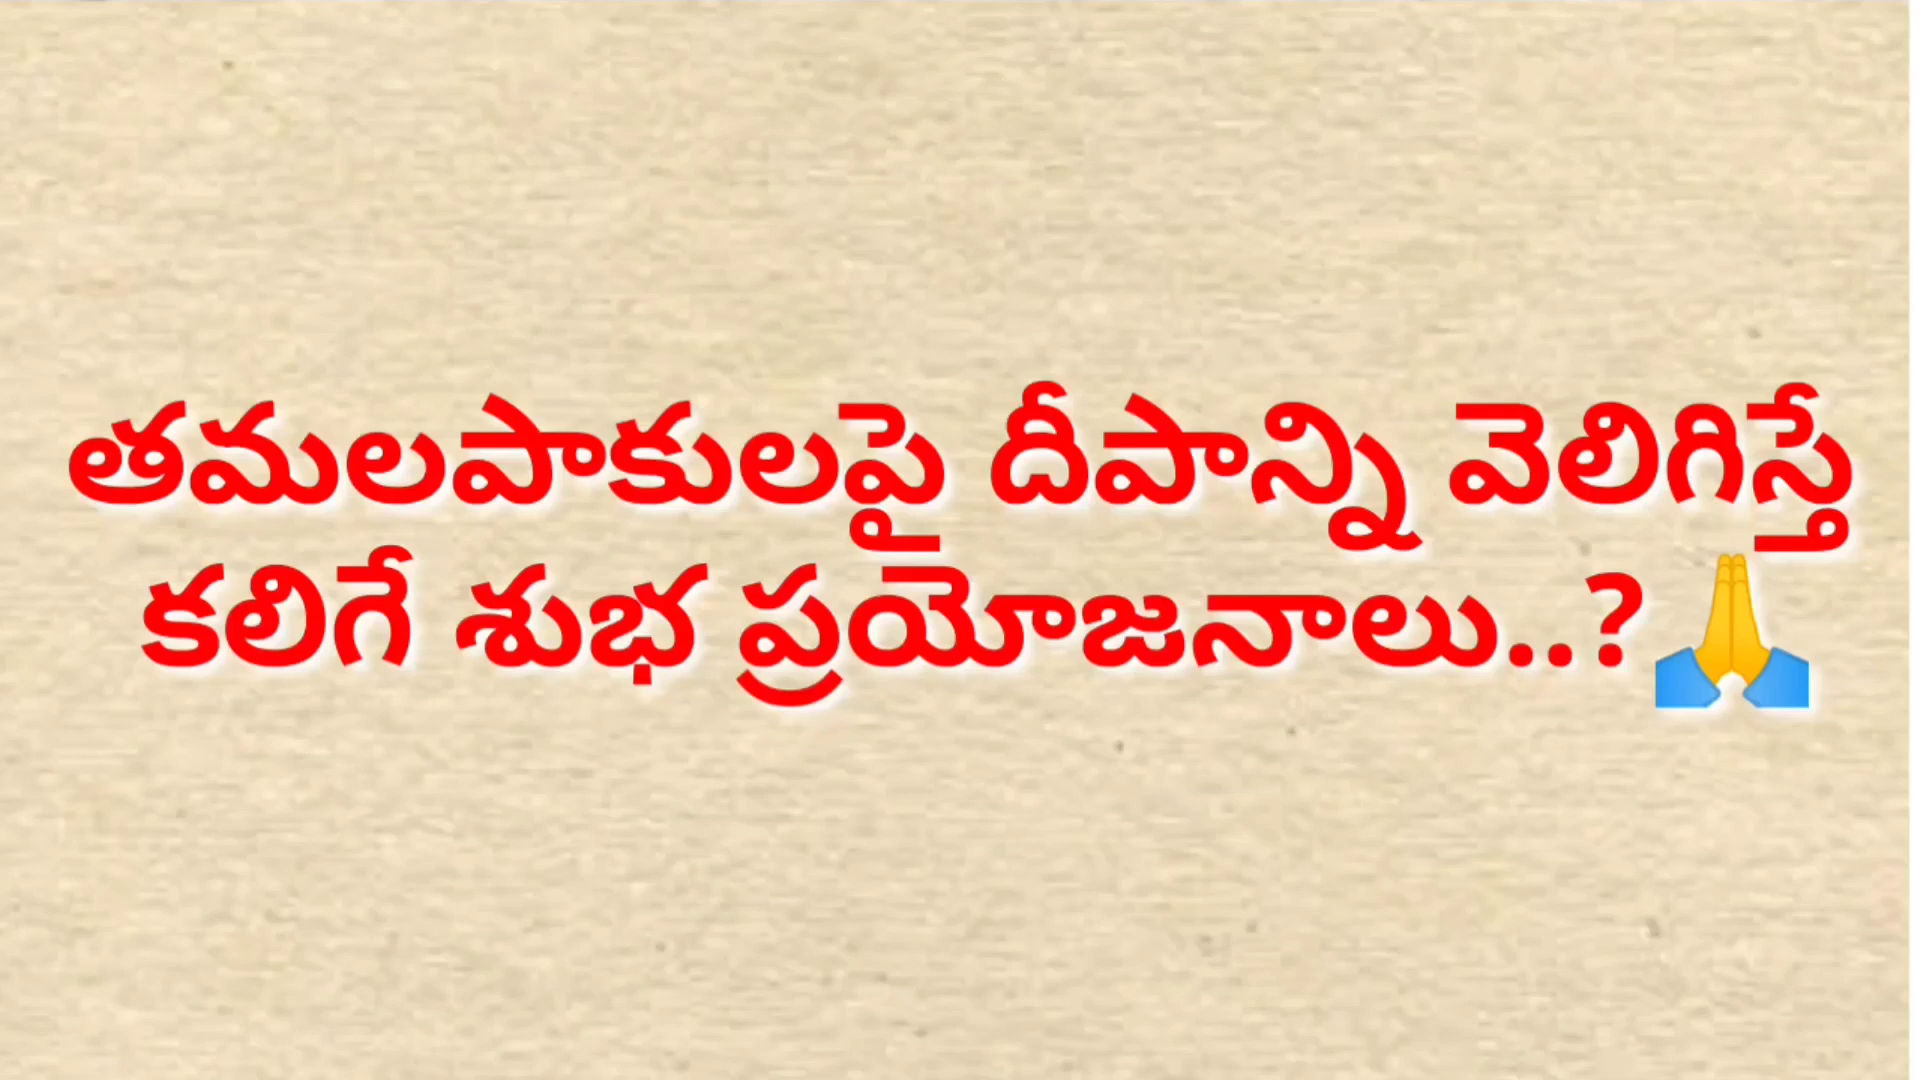 తమలపాకులపై దీపాన్ని వెలిగిస్తే
కలిగే శుభ ప్రయోజనాలు..?🙏